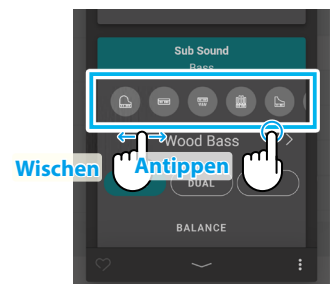 Sub Sound
Bass
Wood Bass
Wischen
Antippen
DUAL
BALANCE